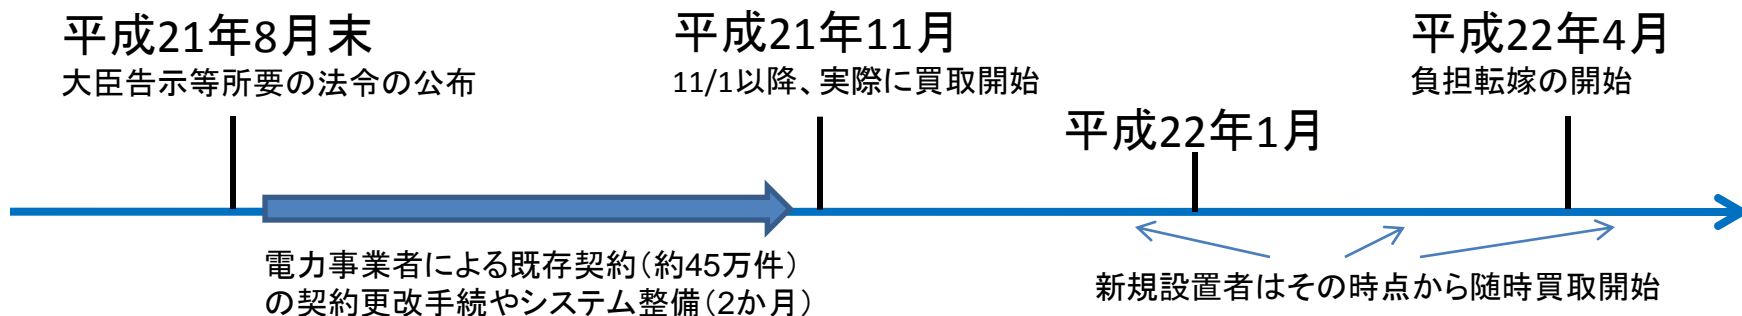 平成21年8月末
大臣告示等所要の法令の公布
平成21年11月
11/1以降、実際に買取開始
平成22年1月
平成22年4月
負担転嫁の開始
電力事業者による既存契約(約45万件)
の契約更改手続やシステム整備(2か月)
新規設置者はその時点から随時買取開始